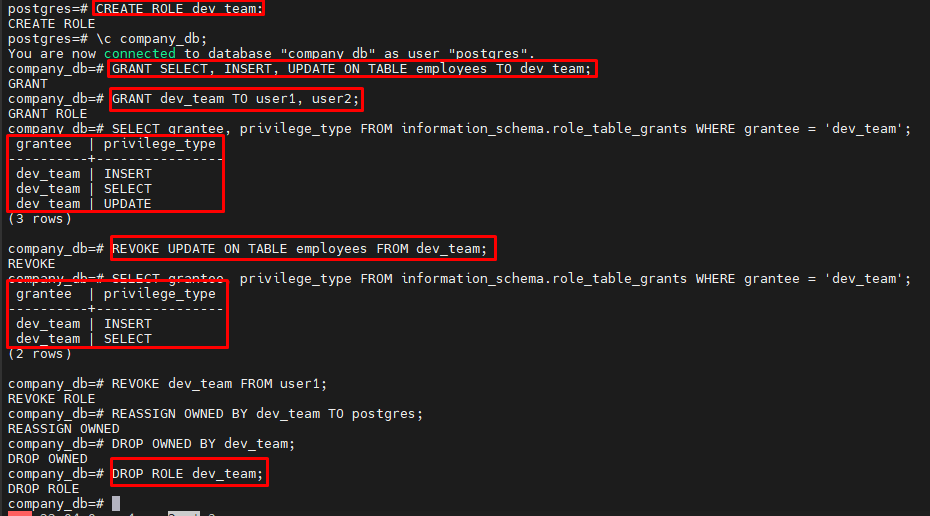 postgres=# CREATE ROLE dev_team;
CREATE ROLE
postgres=# \c company_db;
You are now connected to database "company_db" as user "postgres".
company_db=# GRANT SELECT, INSERT, UPDATE ON TABLE employees TO dev_team;
GRANT
company_db=# GRANT dev_team TO user1, user2;
GRANT ROLE
company_db=# SELECT grantee, privilege_type FROM information_schema.role_table_grants WHERE grantee = 'dev_team';
 grantee  | privilege_type
----------+----------------
 dev_team | INSERT
 dev_team | SELECT
 dev_team | UPDATE
(3 rows)
company_db=# REVOKE UPDATE ON TABLE employees FROM dev_team;
REVOKE
company_db=# SELECT grantee, privilege_type FROM information_schema.role_table_grants WHERE grantee = 'dev_team';
 grantee  | privilege_type
----------+----------------
 dev_team | INSERT
 dev_team | SELECT
(2 rows)
company_db=# REVOKE dev_team FROM user1;
REVOKE ROLE
company_db=# REASSIGN OWNED BY dev_team TO postgres;
REASSIGN OWNED
company_db=# DROP OWNED BY dev_team;
DROP OWNED
company_db=# DROP ROLE dev_team;
DROP ROLE
company_db=#